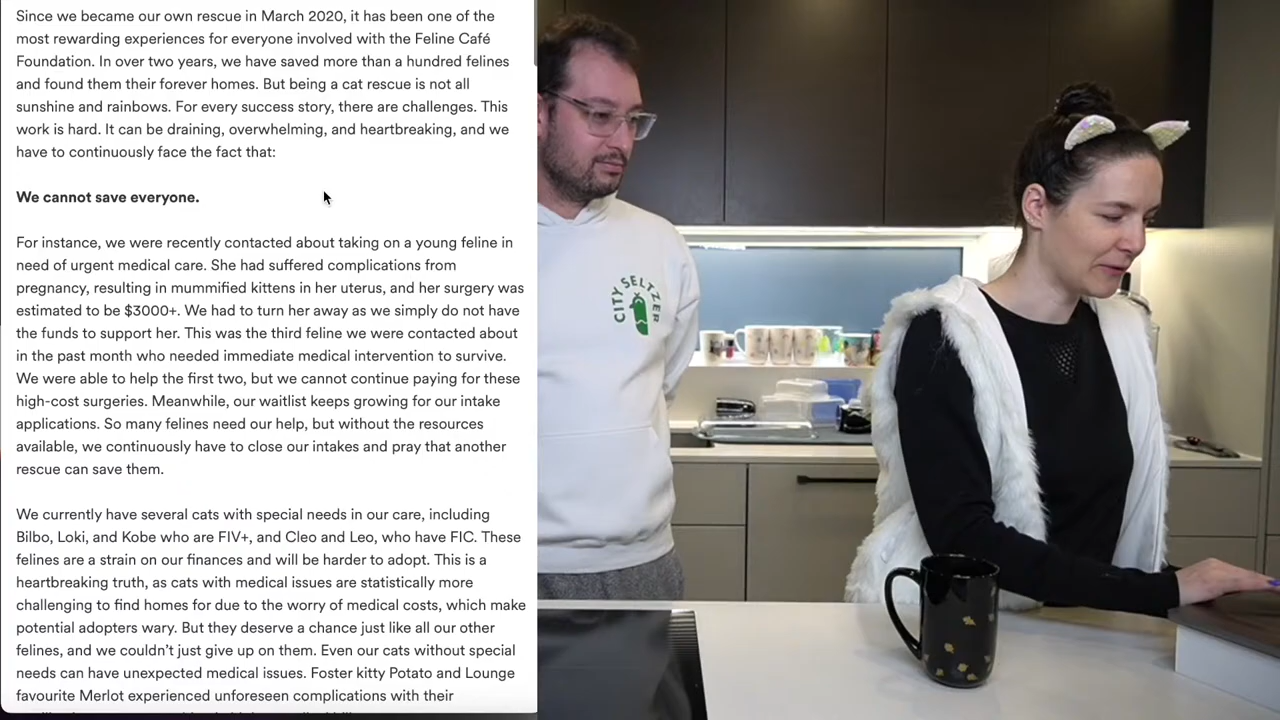 Since we became our own rescue in March 2020, it has been one of the
most rewarding experiences for everyone involved with the Feline Café
Foundation. In over two years, we have saved more than a hundred felines
and found them their forever homes. But being a cat rescue is not all
sunshine and rainbows. For every success story, there are challenges. This
work is hard. It can be draining, overwhelming, and heartbreaking, and we
have to continuously face the fact that:
We cannot save everyone.
For instance, we were recently contacted about taking on a young feline in
need of urgent medical care. She had suffered complications from
pregnancy, resulting in mummified kittens in her uterus, and her surgery was
estimated to be $3000+. We had to turn her away as we simply do not have
the funds to support her. This was the third feline we were contacted about
in the past month who needed immediate medical intervention to survive.
We were able to help the first two, but we cannot continue paying for these
high-cost surgeries. Meanwhile, our waitlist keeps growing for our intake
applications. So many felines need our help, but without the resources
available, we continuously have to close our intakes and pray that another
rescue can save them.
We currently have several cats with special needs in our care, including
Bilbo, Loki, and Kobe who are FIV+, and Cleo and Leo, who have FIC. These
felines are a strain on our finances and will be harder to adopt. This is a
heartbreaking truth, as cats with medical issues are statistically more
challenging to find homes for due to the worry of medical costs, which make
potential adopters wary. But they deserve a chance just like all our other
felines, and we couldn't just give up on them. Even our cats without special
needs can have unexpected medical issues. Foster kitty Potato and Lounge
favourite Merlot experienced unforeseen complications with their
CITY SELTZER